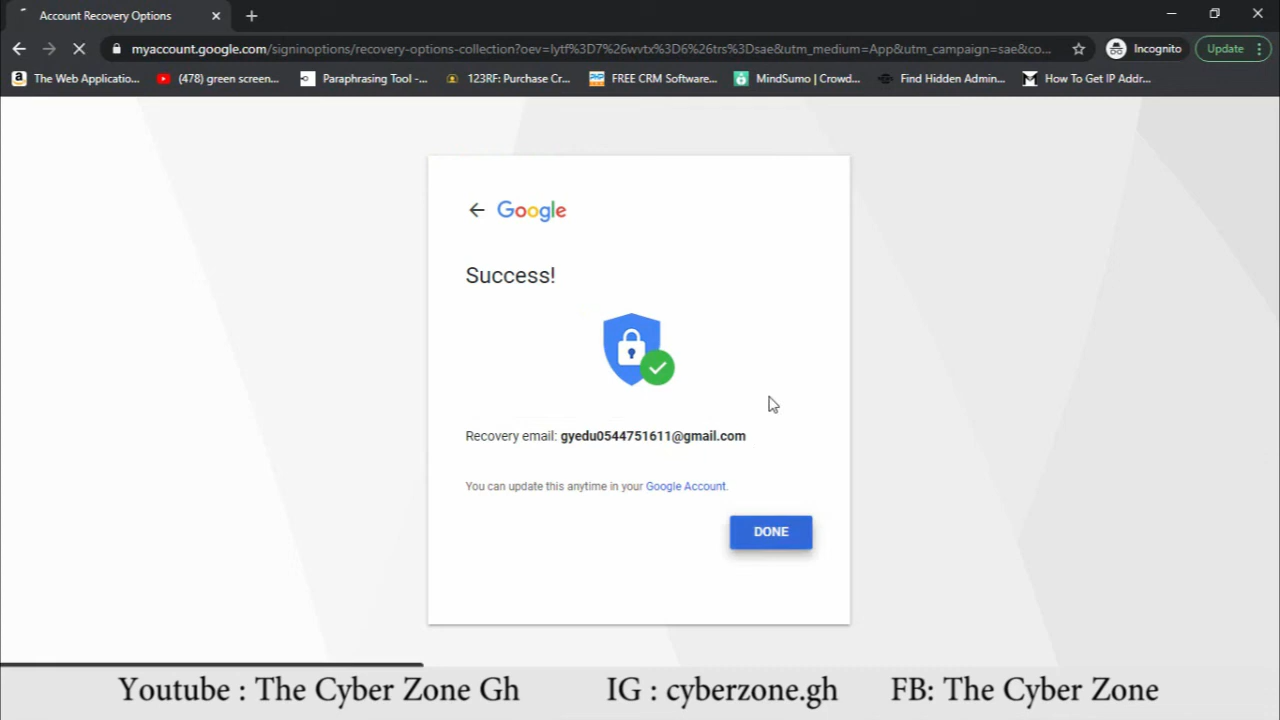 Account Recovery Options
myaccount.google.com/signinoptions/recovery-options-collection?oev=lytf%3D7%26wvtx%3D6%26trs%3Dsae&utm_medium=App&utm_campaign=sae&co...
Incognito
Update
The Web Applicatio...
(478) green screen...
Paraphrasing Tool -...
123RF: Purchase Cr...
FREE CRM Software...
MindSumo | Crowd...
Find Hidden Admin...
How To Get IP Addr...
Google
Success!
Recovery email: gyedu0544751611@gmail.com
You can update this anytime in your Google Account.
DONE
Youtube : The Cyber Zone Gh
IG : cyberzone.gh
FB: The Cyber Zone